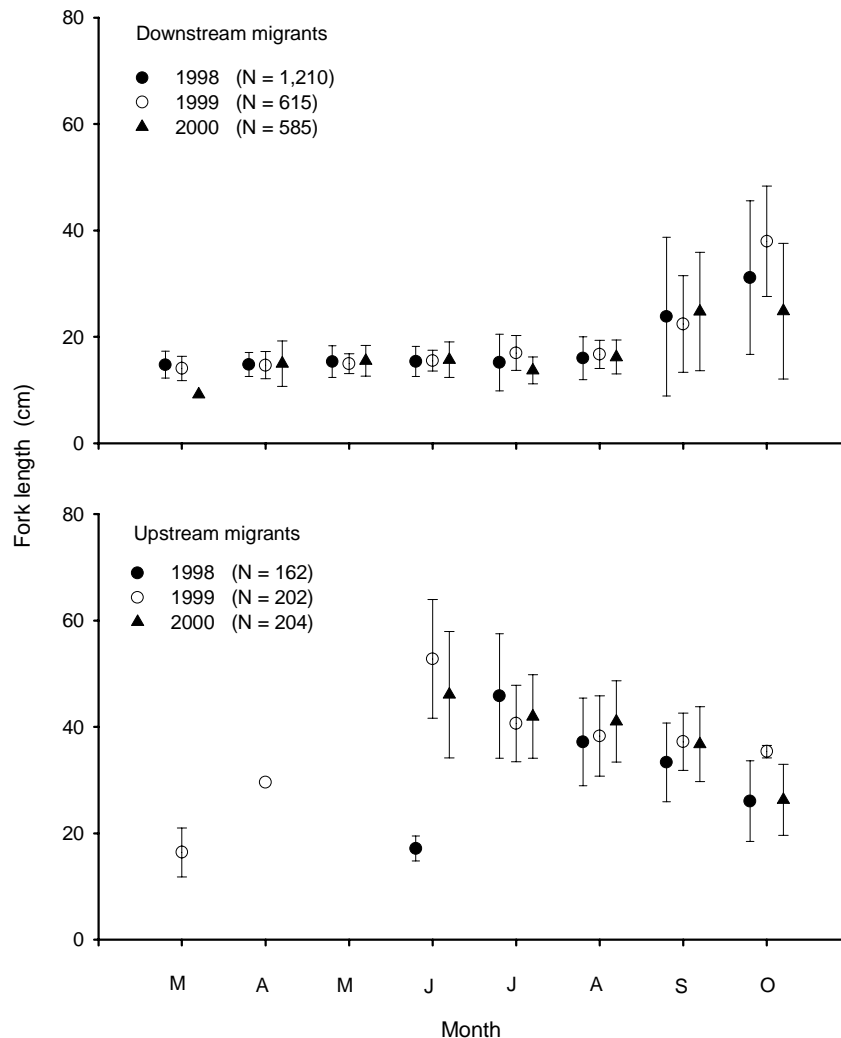 80
Downstream migrants
1998 (N = 1,210)
1999 (N = 615)
2000 (N = 585)
60
40
20
0
Fork length (cm)
80
Upstream migrants
1998 (N = 162)
1999 (N = 202)
2000 (N = 204)
60
40
20
0
M A M J J A S O
Month